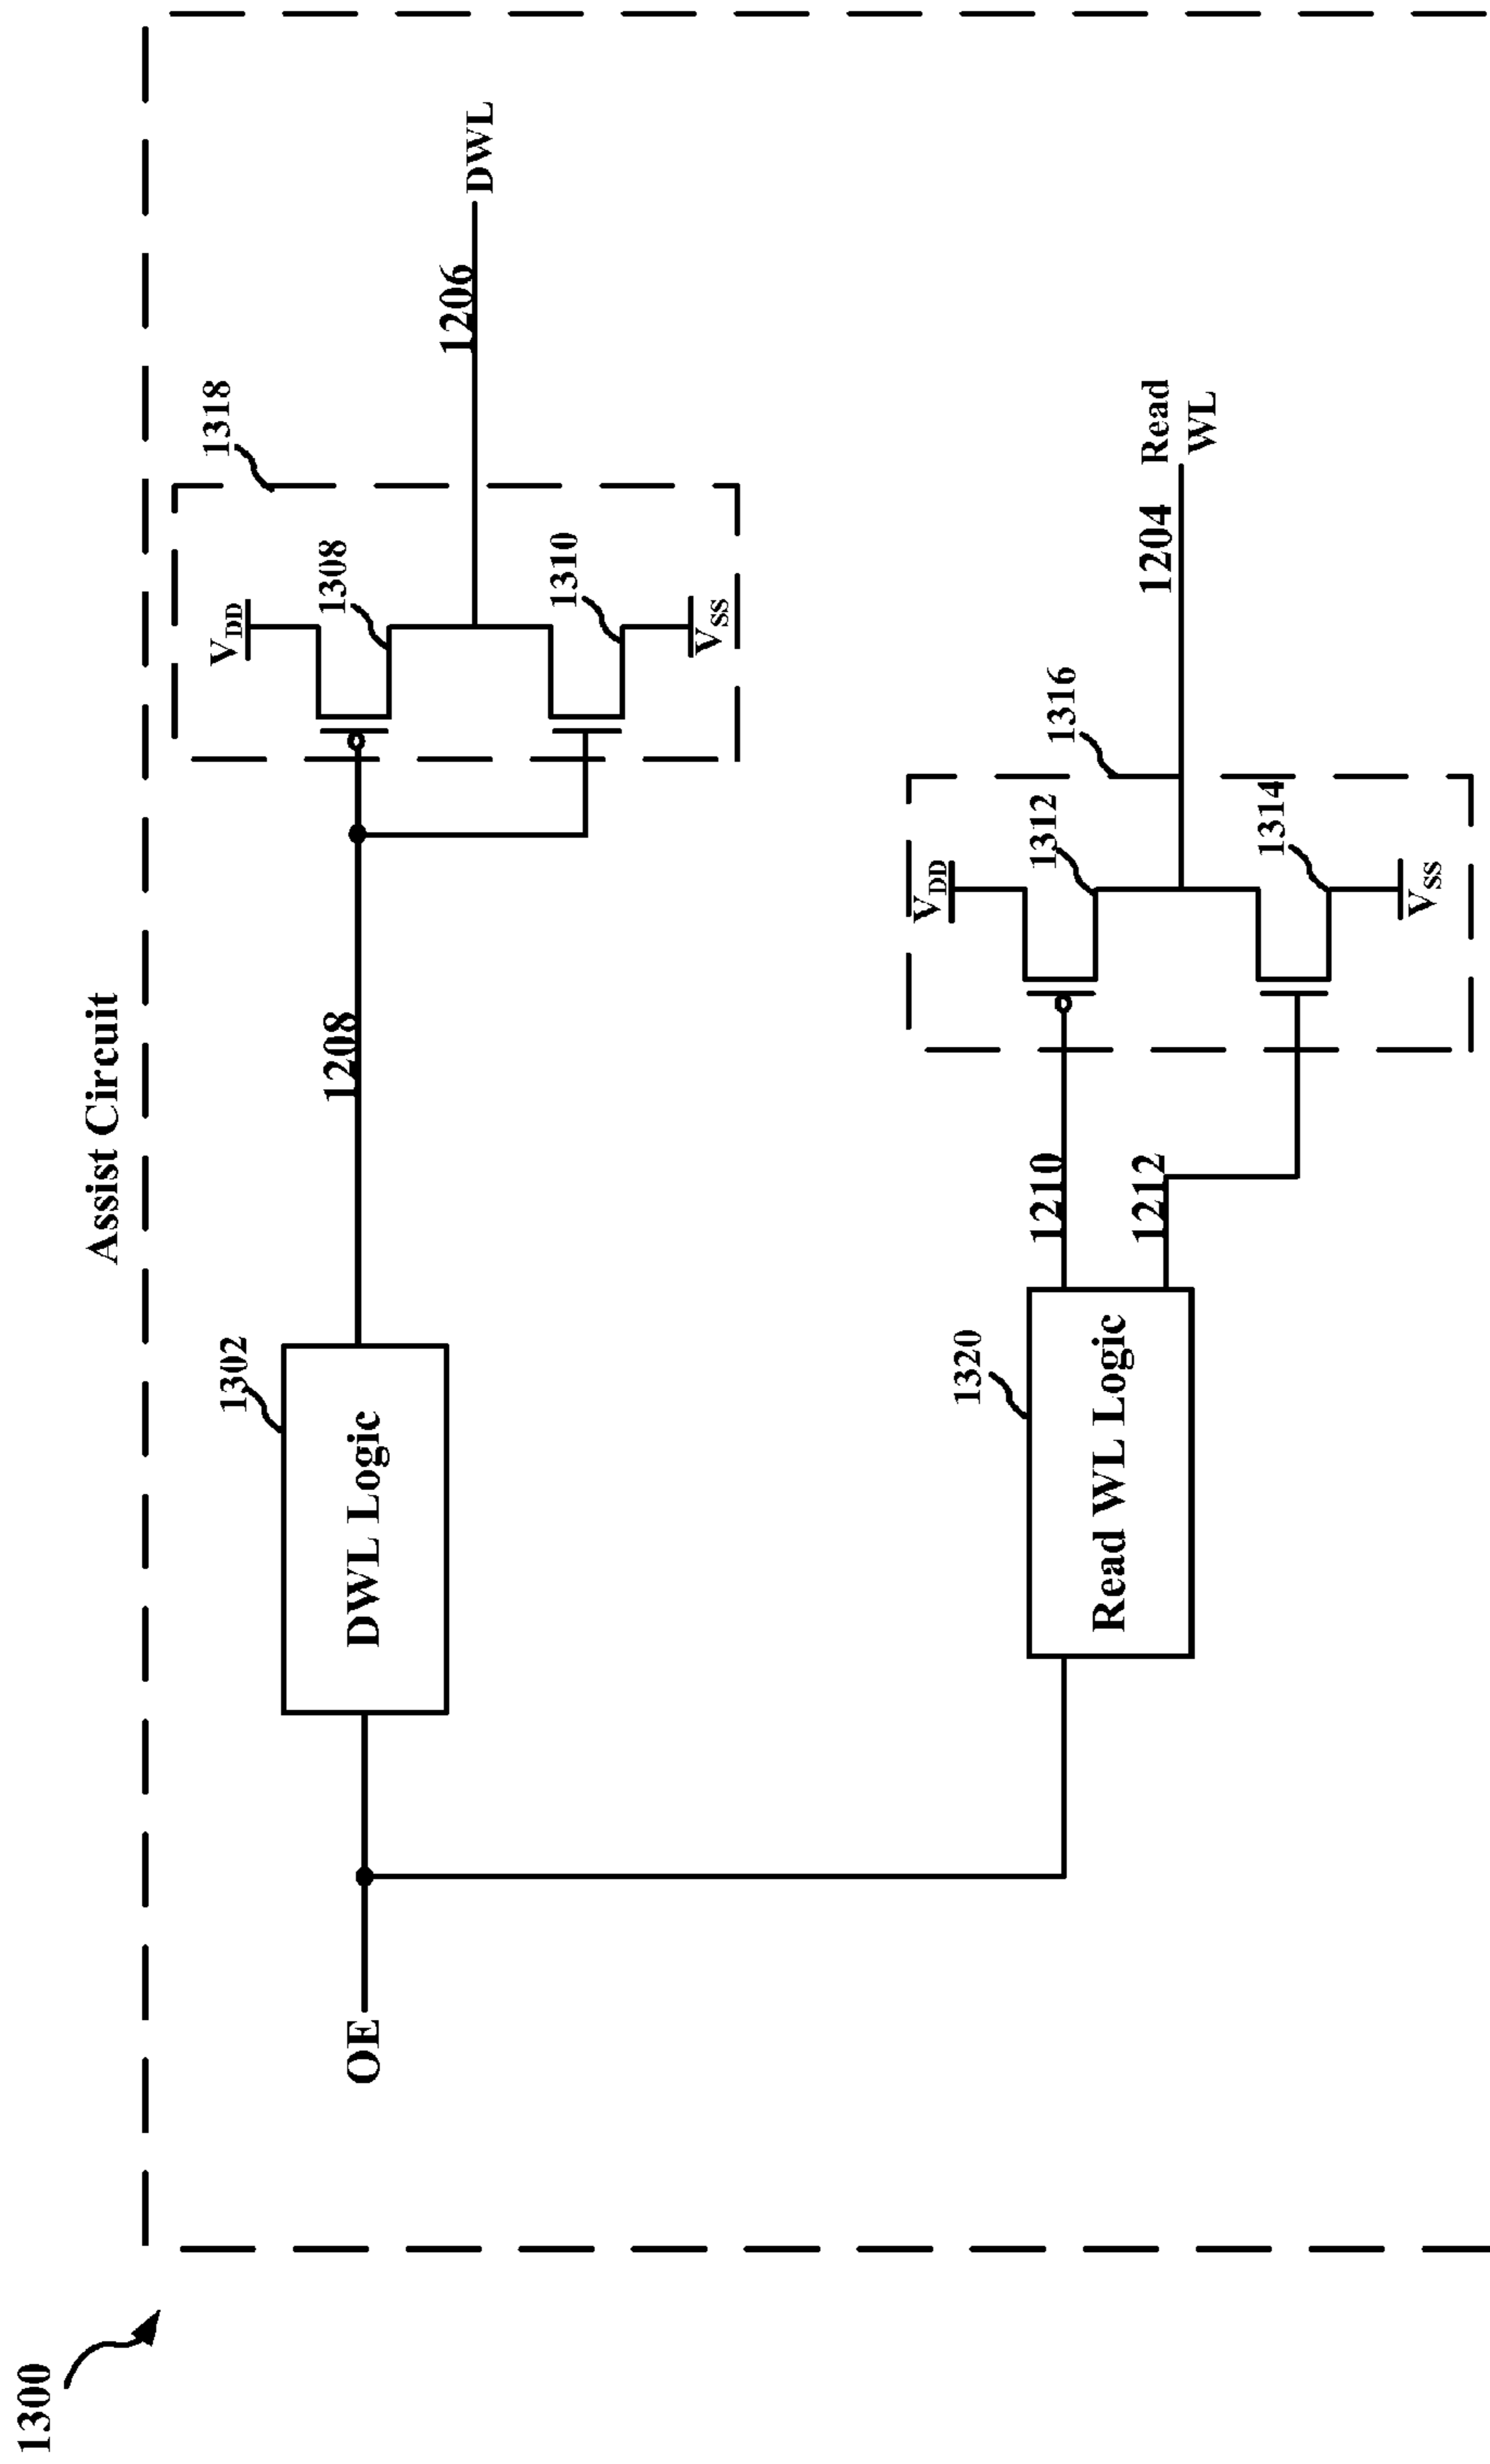 1300
Assist Circuit
OE
1302
DWL Logic
1208
1318
V_DD
1308
1310
V_SS
1206
DWL
1320
Read WL Logic
1210
1212
1316
V_DD
1312
1314
V_SS
1204
Read
WL